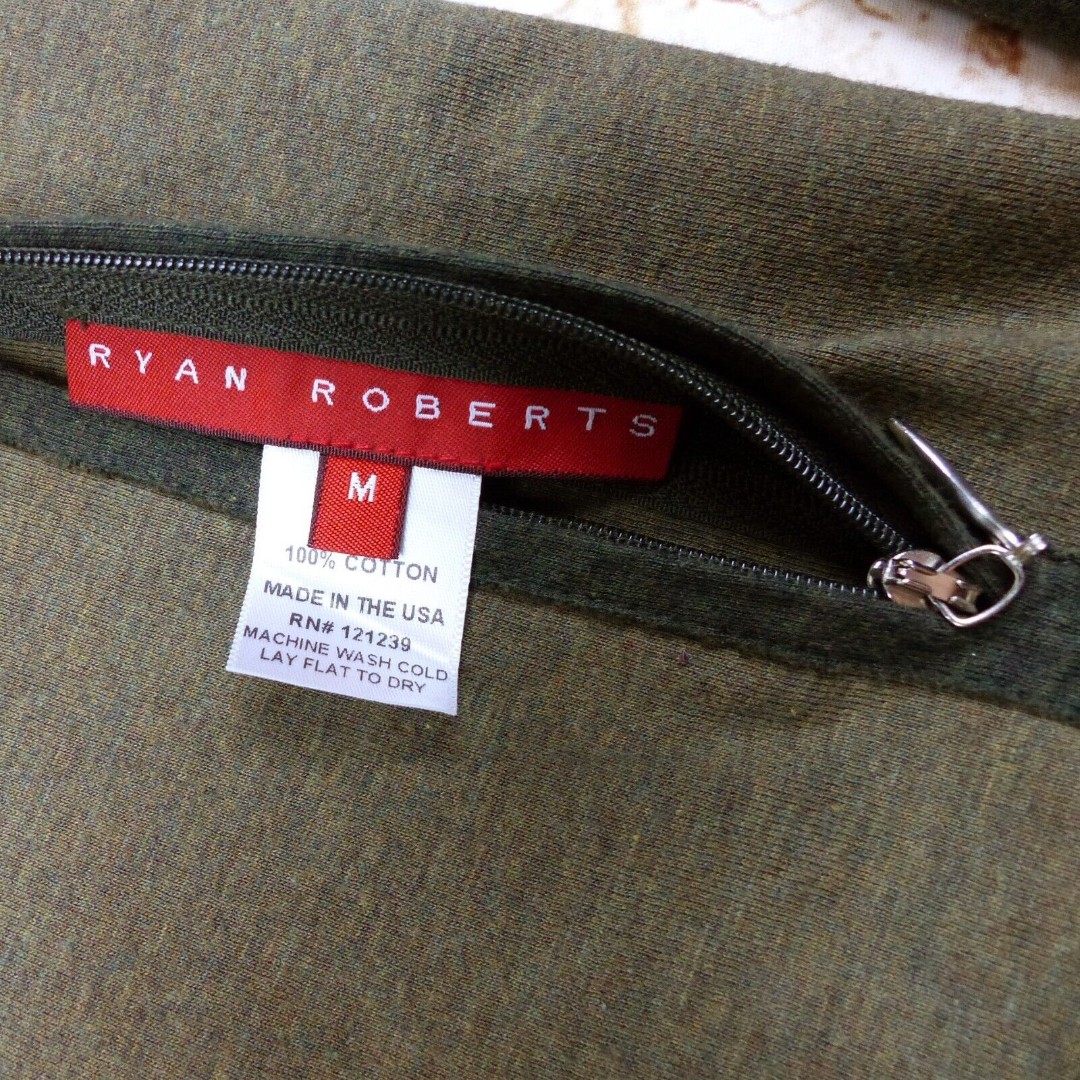 RYAN ROBERTS
M
100% COTTON
MADE IN THE USA
RN# 121239
MACHINE WASH COLD
LAY FLAT TO DRY